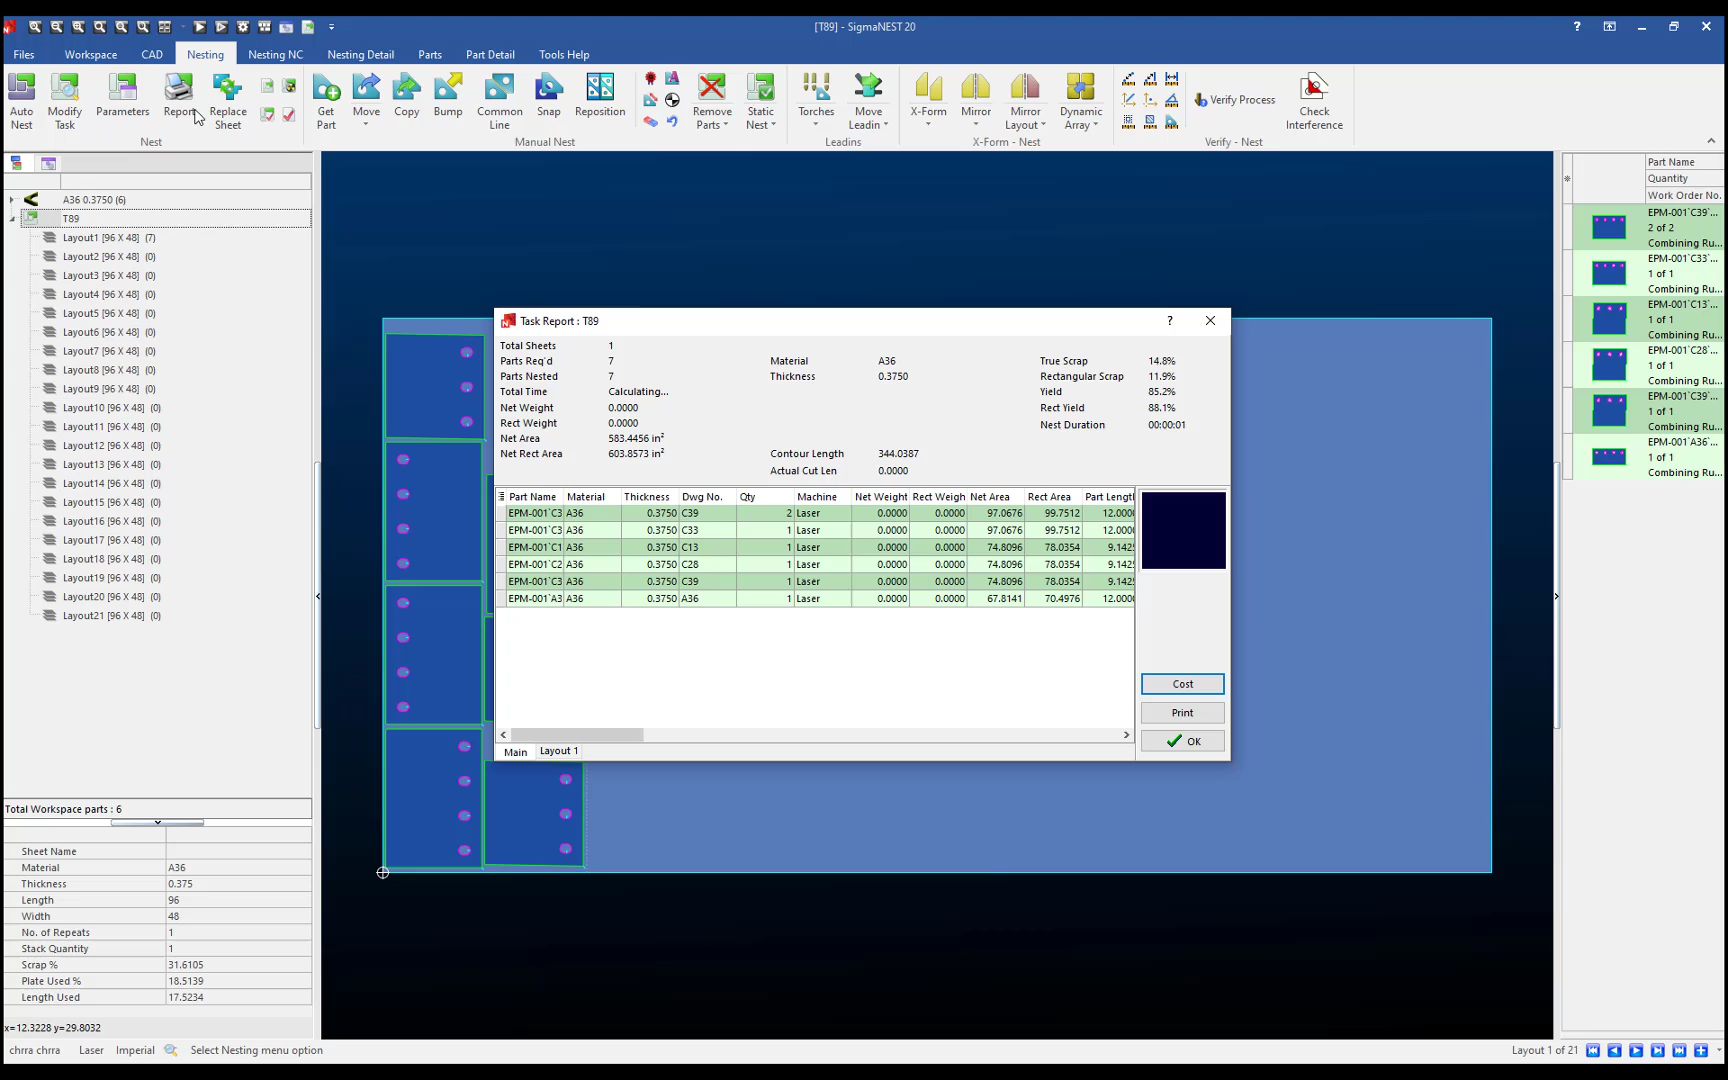 [T89] - SigmaNEST 20
Files Workspace CAD Nesting Nesting NC Nesting Detail Parts Part Detail Tools Help
Auto Nest
Modify Task
Parameters
Report
Replace Sheet
Nest
Get Part
Move
Copy
Bump
Common Line
Snap
Reposition
Remove Parts
Static Nest
Manual Nest
Torches
Move Leadin
Leadins
X-Form
Mirror
Mirror Layout
Dynamic Array
X-Form - Nest
Verify Process
Check Interference
Verify - Nest
A36 0.3750 (6)
T89
Layout1 [96 X 48] (7)
Layout2 [96 X 48] (0)
Layout3 [96 X 48] (0)
Layout4 [96 X 48] (0)
Layout5 [96 X 48] (0)
Layout6 [96 X 48] (0)
Layout7 [96 X 48] (0)
Layout8 [96 X 48] (0)
Layout9 [96 X 48] (0)
Layout10 [96 X 48] (0)
Layout11 [96 X 48] (0)
Layout12 [96 X 48] (0)
Layout13 [96 X 48] (0)
Layout14 [96 X 48] (0)
Layout15 [96 X 48] (0)
Layout16 [96 X 48] (0)
Layout17 [96 X 48] (0)
Layout18 [96 X 48] (0)
Layout19 [96 X 48] (0)
Layout20 [96 X 48] (0)
Layout21 [96 X 48] (0)
Total Workspace parts : 6
Sheet Name
Material A36
Thickness 0.375
Length 96
Width 48
No. of Repeats 1
Stack Quantity 1
Scrap % 31.6105
Plate Used % 18.5139
Length Used 17.5234
x=12.3228 y=29.8032
Task Report : T89
Total Sheets 1
Parts Req'd 7 Material A36 True Scrap 14.8%
Parts Nested 7 Thickness 0.3750 Rectangular Scrap 11.9%
Total Time Calculating... Yield 85.2%
Net Weight 0.0000 Rect Yield 88.1%
Rect Weight 0.0000 Nest Duration 00:00:01
Net Area 583.4456 in²
Net Rect Area 603.8573 in² Contour Length 344.0387
Actual Cut Len 0.0000
Part Name Material Thickness Dwg No. Qty Machine Net Weight Rect Weigh Net Area Rect Area Part Length
EPM-001`C3 A36 0.3750 C39 2 Laser 0.0000 0.0000 97.0676 99.7512 12.0000
EPM-001`C3 A36 0.3750 C33 1 Laser 0.0000 0.0000 97.0676 99.7512 12.0000
EPM-001`C1 A36 0.3750 C13 1 Laser 0.0000 0.0000 74.8096 78.0354 9.1425
EPM-001`C2 A36 0.3750 C28 1 Laser 0.0000 0.0000 74.8096 78.0354 9.1425
EPM-001`C3 A36 0.3750 C39 1 Laser 0.0000 0.0000 74.8096 78.0354 9.1425
EPM-001`A3 A36 0.3750 A36 1 Laser 0.0000 0.0000 67.8141 70.4976 12.0000
Cost
Print
OK
Main Layout 1
Part Name
Quantity
Work Order No.
EPM-001`C39`...
2 of 2
Combining Ru...
EPM-001`C33`...
1 of 1
Combining Ru...
EPM-001`C13`...
1 of 1
Combining Ru...
EPM-001`C28`...
1 of 1
Combining Ru...
EPM-001`C39`...
1 of 1
Combining Ru...
EPM-001`A36`...
1 of 1
Combining Ru...
chrra chrra Laser Imperial Select Nesting menu option Layout 1 of 21